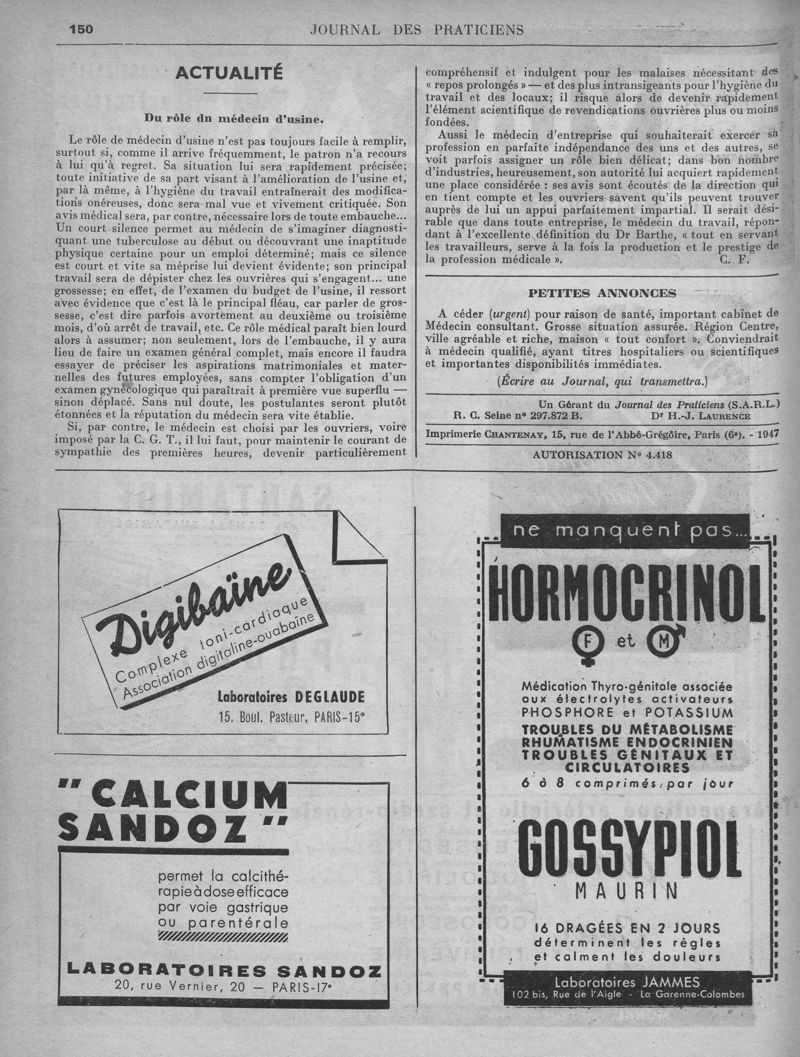 150
JOURNAL DES PRATICIENS
ACTUALITÉ
Du rôle dn médecin d'usine.
Le rôle de médecin d'usine n'est pas toujours facile à remplir,
surtout si, comme il arrive fréquemment, le patron n'a recours
à lui qu'à regret. Sa situation lui sera rapidement précisée;
toute initiative de sa part visant à l'amélioration de l'usine et,
par là même, à l'hygiène du travail entraînerait des modifica-
tions onéreuses, donc sera mal vue et vivement critiquée. Son
avis médical sera, par contre, nécessaire lors de toute embauche...
Un court silence permet au médecin de s'imaginer diagnosti-
quant une tuberculose au début ou découvrant une inaptitude
physique certaine pour un emploi déterminé; mais ce silence
est court et vite sa méprise lui devient évidente; son principal
travail sera de dépister chez les ouvrières qui s'engagent... une
grossesse; en effet, de l'examen du budget de l'usine, il ressort
avec évidence que c'est là le principal fléau, car parler de gros-
sesse, c'est dire parfois avortement au deuxième ou troisième
mois, d'où arrêt de travail, etc. Ce rôle médical paraît bien lourd
alors à assumer; non seulement, lors de l'embauche, il y aura
lieu de faire un examen général complet, mais encore il faudra
essayer de préciser les aspirations matrimoniales et mater-
nelles des futures employées, sans compter l'obligation d'un
examen gynécologique qui paraîtrait à première vue superflu —
sinon déplacé. Sans nul doute, les postulantes seront plutôt
étonnées et la réputation du médecin sera vite établie.
Si, par contre, le médecin est choisi par les ouvriers, voire
imposé par la C. G. T., il lui faut, pour maintenir le courant de
sympathie des premières heures, devenir particulièrement
compréhensif et indulgent pour les malaises nécessitant des
« repos prolongés » — et des plus intransigeants pour l'hygiène du
travail et des locaux; il risque alors de devenir rapidement
l'élément scientifique de revendications ouvrières plus ou moins
fondées.
Aussi le médecin d'entreprise qui souhaiterait exercer sa
profession en parfaite indépendance des uns et des autres, se
voit parfois assigner un rôle bien délicat; dans bon nombre
d'industries, heureusement, son autorité lui acquiert rapidement
une place considérée : ses avis sont écoutés de la direction qui
en tient compte et les ouvriers savent qu'ils peuvent trouver
auprès de lui un appui parfaitement impartial. Il serait dési-
rable que dans toute entreprise, le médecin du travail, répon-
dant à l'excellente définition du Dr Barthe, « tout en servant
les travailleurs, serve à la fois la production et le prestige de
la profession médicale ». C. F.
PETITES ANNONCES
A céder (urgent) pour raison de santé, important cabinet de
Médecin consultant. Grosse situation assurée. Région Centre,
ville agréable et riche, maison « tout confort ». Conviendrait
à médecin qualifié, ayant titres hospitaliers ou scientifiques
et importantes disponibilités immédiates.
(Écrire au Journal, qui transmettra.)
Un Gérant du Journal des Praticiens (S.A.R.L.)
R. C. Seine nº 297.872 B. Dr H.-J. LAURENCE
Imprimerie CHANTENAY, 15, rue de l'Abbé-Grégôire, Paris (6e). - 1947
AUTORISATION Nº 4.418
Digibaïne
Complexe toni-cardiaque
Association digitaline-ouabaïne
Laboratoires DEGLAUDE
15, Boul. Pasteur, PARIS-15e
"CALCIUM
SANDOZ"
permet la calcithé-
rapie à dose efficace
par voie gastrique
ou parentérale
LABORATOIRES SANDOZ
20, rue Vernier, 20 — PARIS-17e
ne manquent pas...
HORMOCRINOL
F et M
Médication Thyro-génitale associée
aux électrolytes activateurs
PHOSPHORE et POTASSIUM
TROUBLES DU MÉTABOLISME
RHUMATISME ENDOCRINIEN
TROUBLES GÉNITAUX ET
CIRCULATOIRES
6 à 8 comprimés par jour
GOSSYPIOL
MAURIN
16 DRAGÉES EN 2 JOURS
déterminent les règles
et calment les douleurs
Laboratoires JAMMES
102 bis, Rue de l'Aigle - La Garenne-Colombes